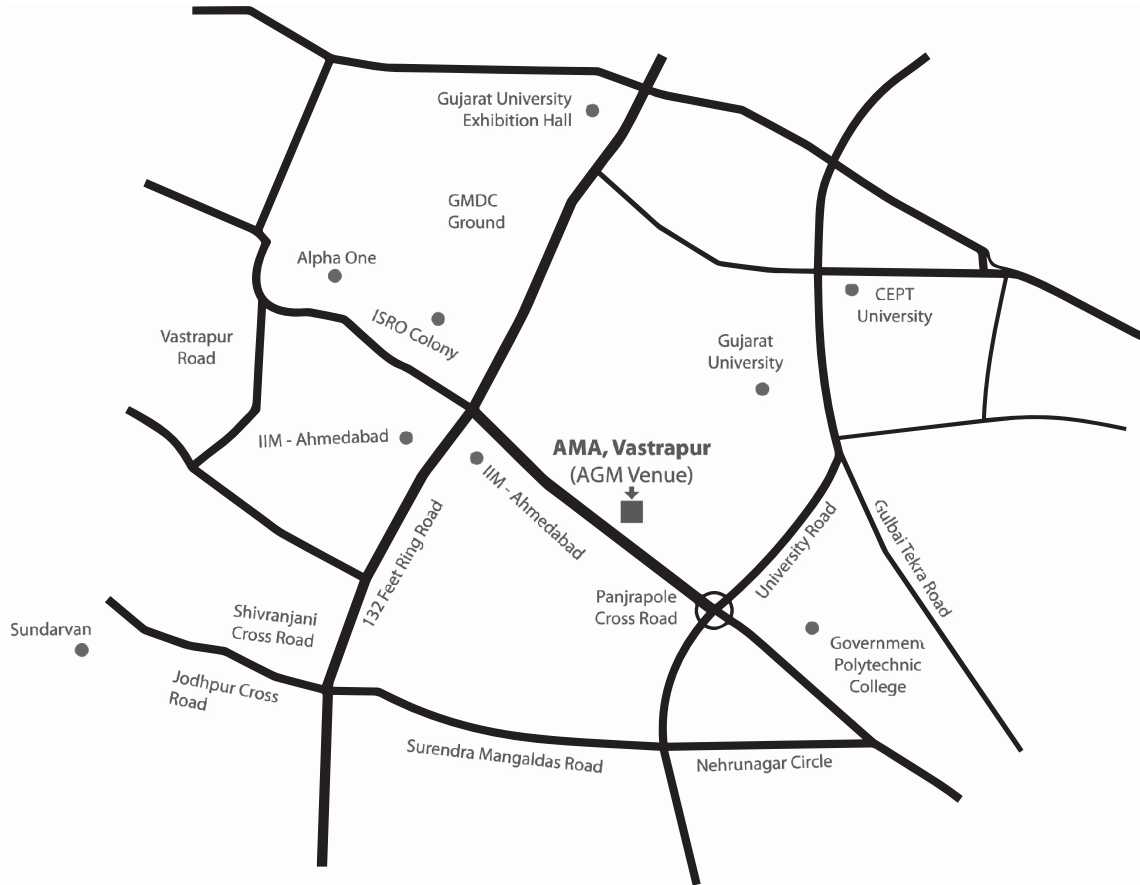 Gujarat University
Exhibition Hall
GMDC
Ground
Alpha One
ISRO Colony
CEPT
University
Vastrapur
Road
Gujarat
University
IIM - Ahmedabad
AMA, Vastrapur
(AGM Venue)
IIM - Ahmedabad
132 Feet Ring Road
University Road
Gulbai Tekra Road
Panjrapole
Cross Road
Shivranjani
Cross Road
Sundarvan
Government
Polytechnic
College
Jodhpur Cross
Road
Surendra Mangaldas Road
Nehrunagar Circle